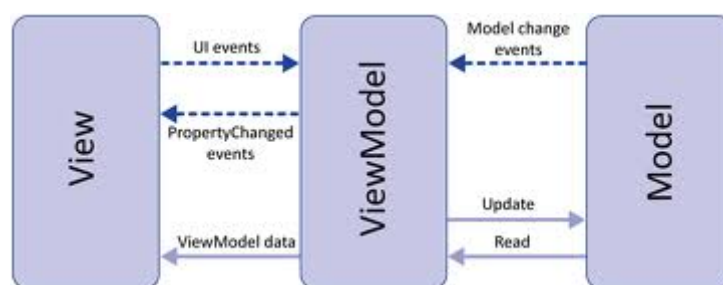 View
UI events
PropertyChanged
events
ViewModel data
ViewModel
Model change
events
Update
Read
Model